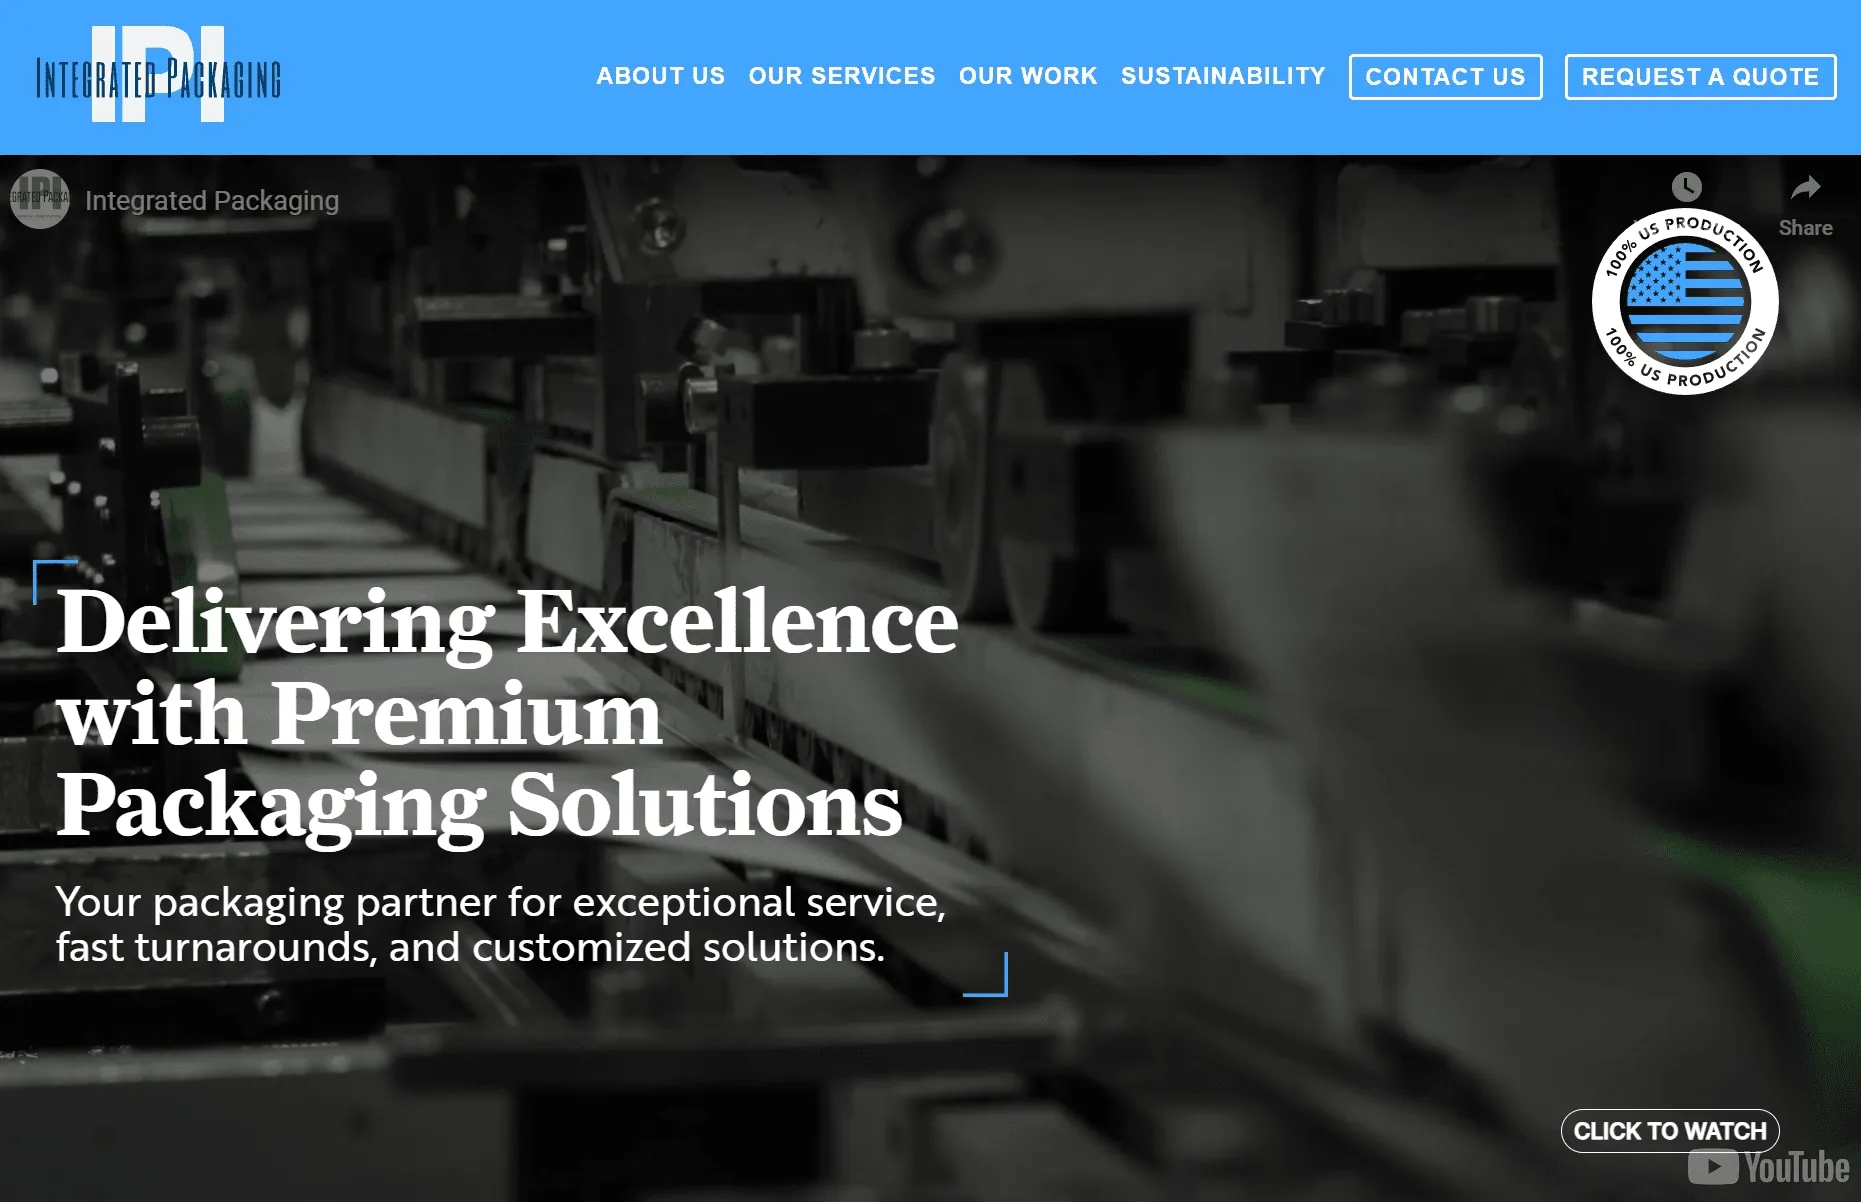 IPI
INTEGRATED PACKAGING
ABOUT US
OUR SERVICES
OUR WORK
SUSTAINABILITY
CONTACT US
REQUEST A QUOTE
Integrated Packaging
Share
100% US PRODUCTION
100% US PRODUCTION
Delivering Excellence
with Premium
Packaging Solutions
Your packaging partner for exceptional service,
fast turnarounds, and customized solutions.
CLICK TO WATCH
YouTube